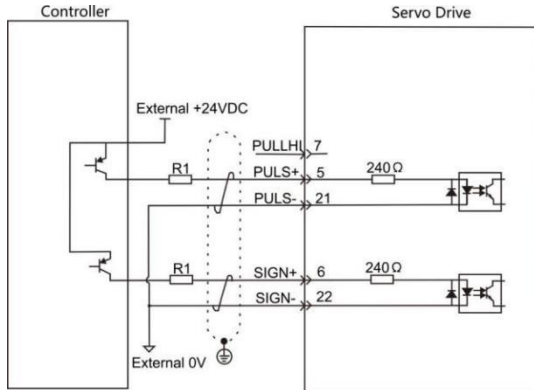 Controller
Servo Drive
External +24VDC
PULLHI 7
R1
PULS+ 5
240Ω
PULS- 21
R1
SIGN+ 6
240Ω
SIGN- 22
External 0V